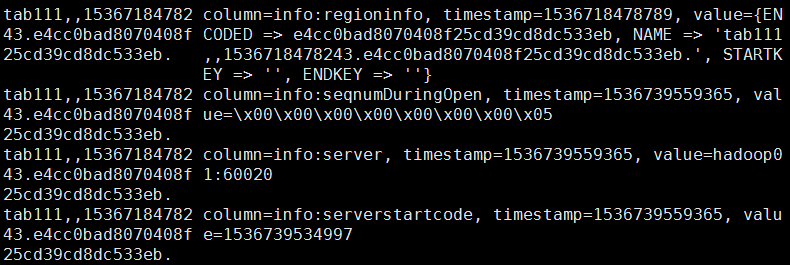 tab111,,15367184782 column=info:regioninfo, timestamp=1536718478789, value={EN
43.e4cc0bad8070408f CODED => e4cc0bad8070408f25cd39cd8dc533eb, NAME => 'tab111
25cd39cd8dc533eb. ,,1536718478243.e4cc0bad8070408f25cd39cd8dc533eb.', STARTK
EY => '', ENDKEY => ''}
tab111,,15367184782 column=info:seqnumDuringOpen, timestamp=1536739559365, val
43.e4cc0bad8070408f ue=\x00\x00\x00\x00\x00\x00\x00\x05
25cd39cd8dc533eb.
tab111,,15367184782 column=info:server, timestamp=1536739559365, value=hadoop0
43.e4cc0bad8070408f 1:60020
25cd39cd8dc533eb.
tab111,,15367184782 column=info:serverstartcode, timestamp=1536739559365, valu
43.e4cc0bad8070408f e=1536739534997
25cd39cd8dc533eb.